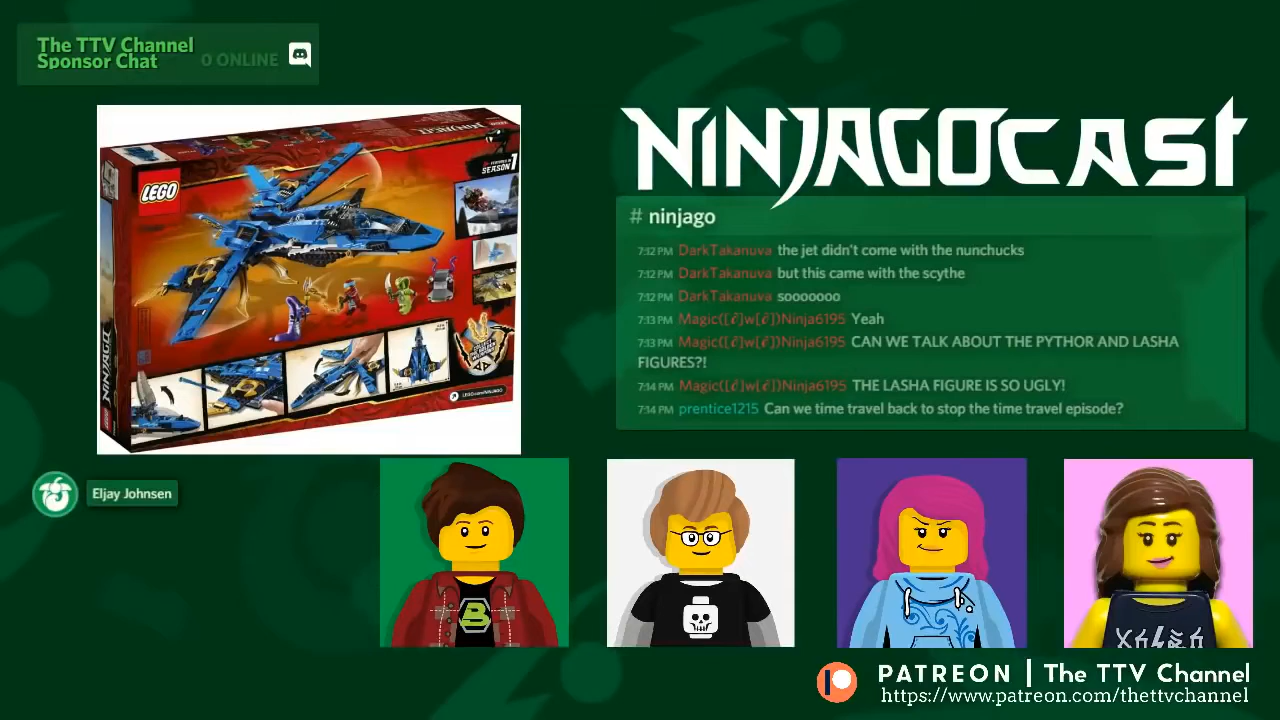 The TTV Channel
Sponsor Chat
0 ONLINE
LEGO
SEASON 1
NINJAGO
LEGO.com/NINJAGO
NINJAGOCAST
# ninjago
7:12 PM DarkTakanuva the jet didn't come with the nunchucks
7:12 PM DarkTakanuva but this came with the scythe
7:12 PM DarkTakanuva sooooooo
7:13 PM Magic([∂]w[∂])Ninja6195 Yeah
7:13 PM Magic([∂]w[∂])Ninja6195 CAN WE TALK ABOUT THE PYTHOR AND LASHA
FIGURES?!
7:14 PM Magic([∂]w[∂])Ninja6195 THE LASHA FIGURE IS SO UGLY!
7:14 PM prentice1215 Can we time travel back to stop the time travel episode?
Eljay Johnsen
B
PATREON | The TTV Channel
https://www.patreon.com/thettvchannel